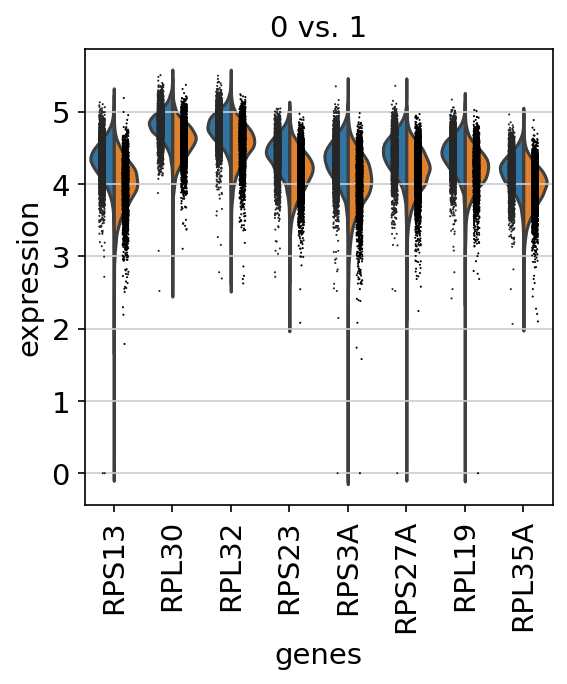 0 vs. 1
expression
5
4
3
2
1
0
RPS13
RPL30
RPL32
RPS23
RPS3A
RPS27A
RPL19
RPL35A
genes